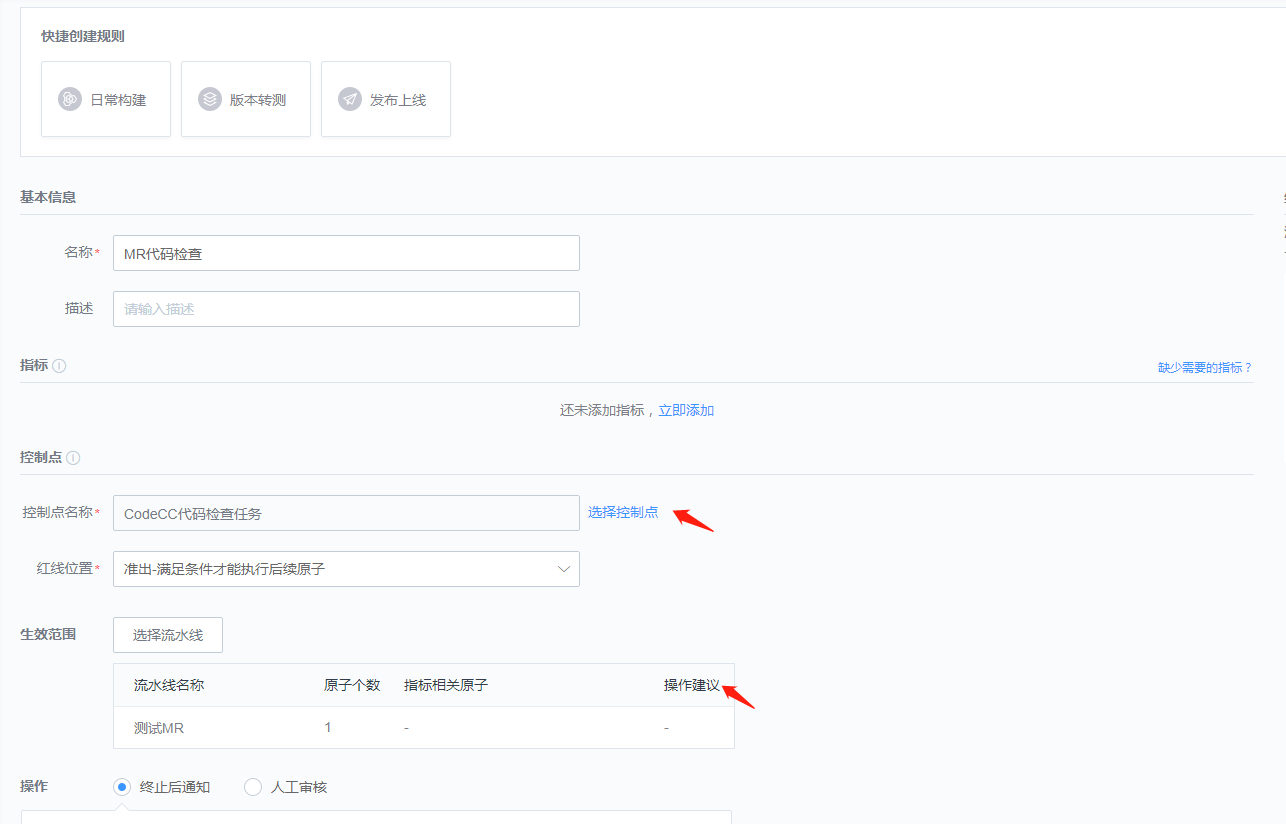 快捷创建规则
日常构建
版本转测
发布上线
基本信息
名称*
MR代码检查
描述
请输入描述
指标
缺少需要的指标？
还未添加指标，立即添加
控制点
控制点名称*
CodeCC代码检查任务
选择控制点
红线位置*
准出-满足条件才能执行后续原子
生效范围
选择流水线
流水线名称 原子个数 指标相关原子 操作建议
测试MR 1 - -
操作
终止后通知
人工审核